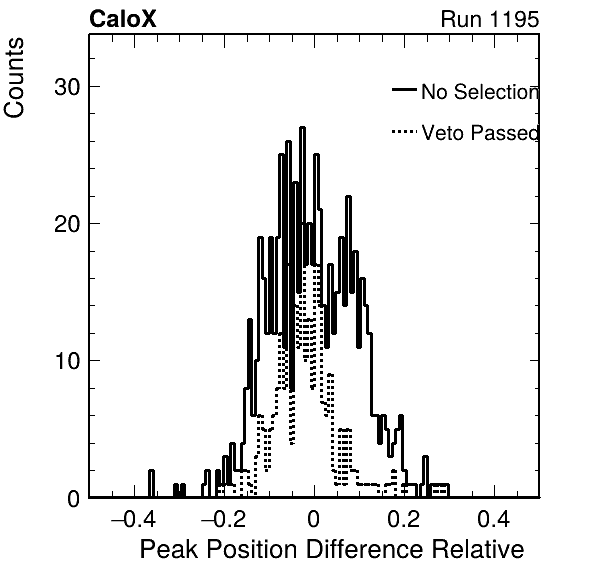 CaloX Run 1195
Counts
30
No Selection
Veto Passed
20
10
0
−0.4 −0.2 0 0.2 0.4
Peak Position Difference Relative